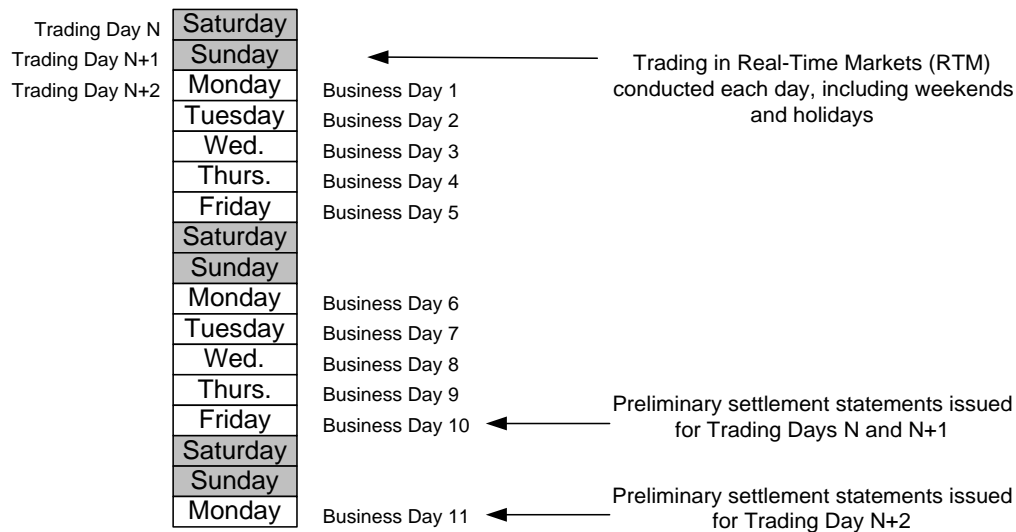 Trading Day N
Saturday
Trading Day N+1
Sunday
Trading in Real-Time Markets (RTM)
conducted each day, including weekends
and holidays
Trading Day N+2
Monday
Business Day 1
Tuesday
Business Day 2
Wed.
Business Day 3
Thurs.
Business Day 4
Friday
Business Day 5
Saturday
Sunday
Monday
Business Day 6
Tuesday
Business Day 7
Wed.
Business Day 8
Thurs.
Business Day 9
Friday
Business Day 10
Preliminary settlement statements issued
for Trading Days N and N+1
Saturday
Sunday
Monday
Business Day 11
Preliminary settlement statements issued
for Trading Day N+2